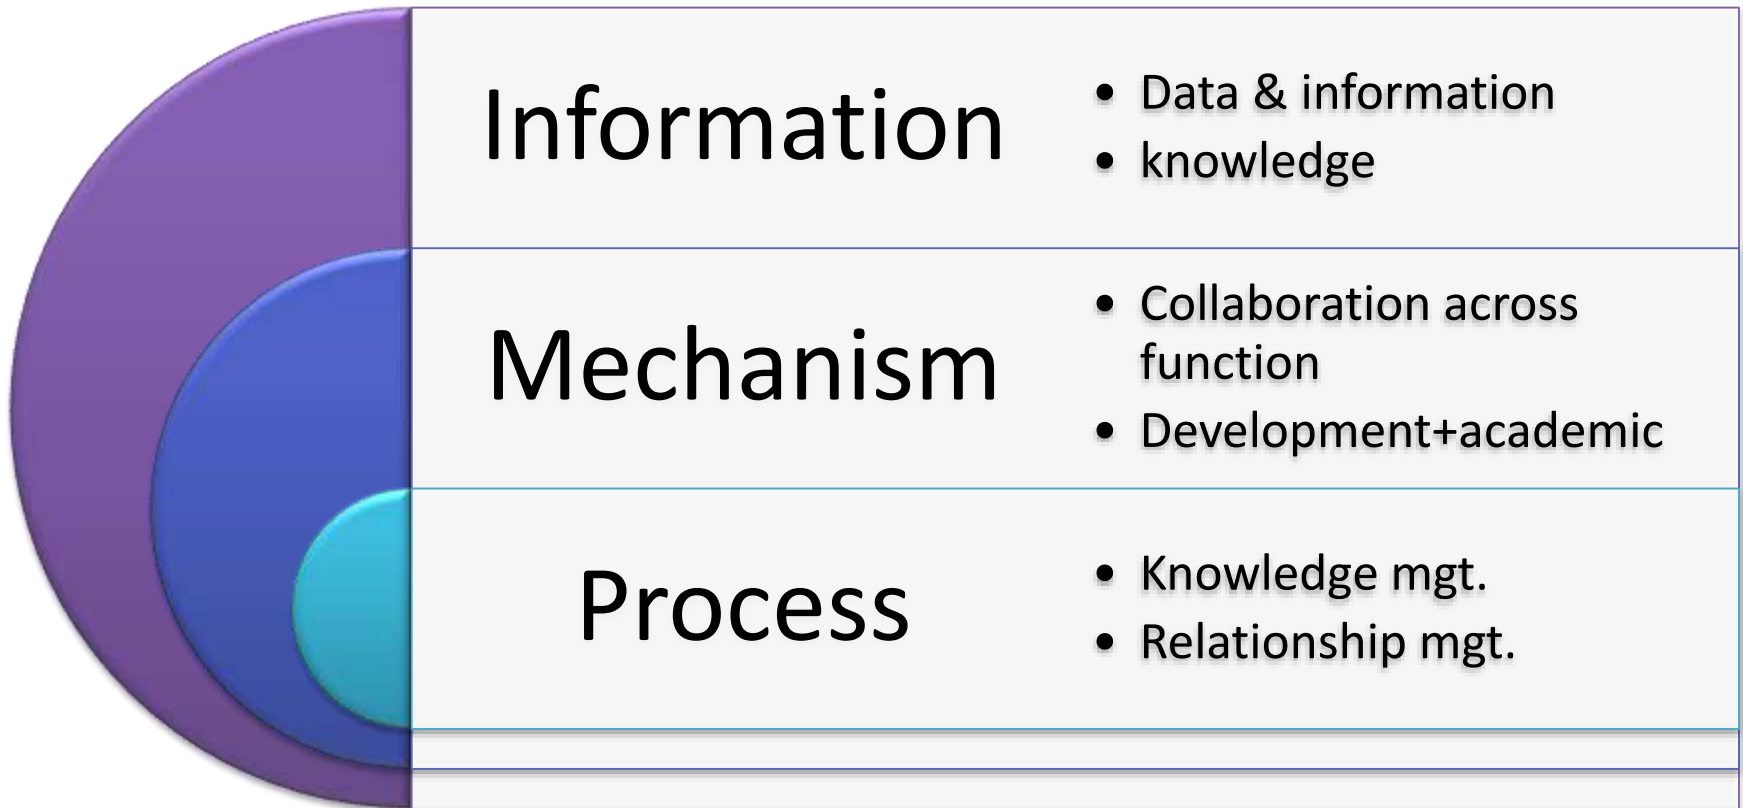 Information
• Data & information
• knowledge
Mechanism
• Collaboration across
function
• Development+academic
Process
• Knowledge mgt.
• Relationship mgt.